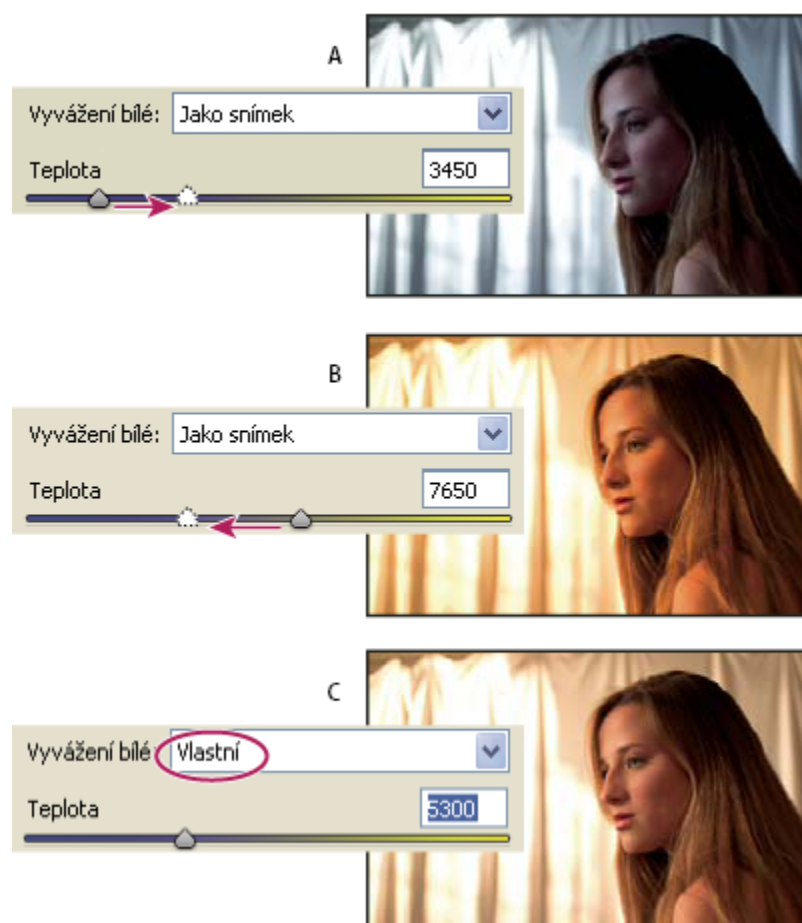 A
Vyvážení bílé: Jako snímek
Teplota 3450
B
Vyvážení bílé: Jako snímek
Teplota 7650
C
Vyvážení bílé: Vlastní
Teplota 5300